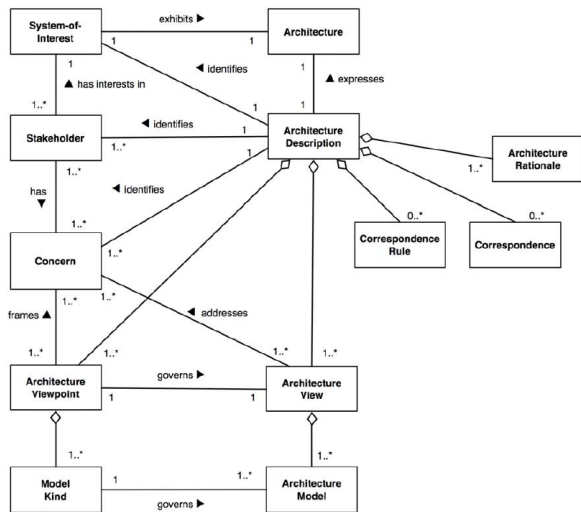 System-of-
Interest
exhibits ▶
Architecture
1
1
1
1
1
◀ identifies
▲ has interests in
▲ expresses
1..*
1
1
Stakeholder
◀ identifies
1
1..*
Architecture
Description
1..*
1
Architecture
Rationale
1..*
has
▼
◀ identifies
1..*
1..*
0..*
0..*
Concern
Correspondence
Rule
Correspondence
1..*
1..*
1..*
frames ▲
◀ addresses
1..*
1..*
1..*
1..*
Architecture
Viewpoint
governs ▶
1
1
Architecture
View
1..*
1..*
Model
Kind
1
1..*
governs ▶
Architecture
Model